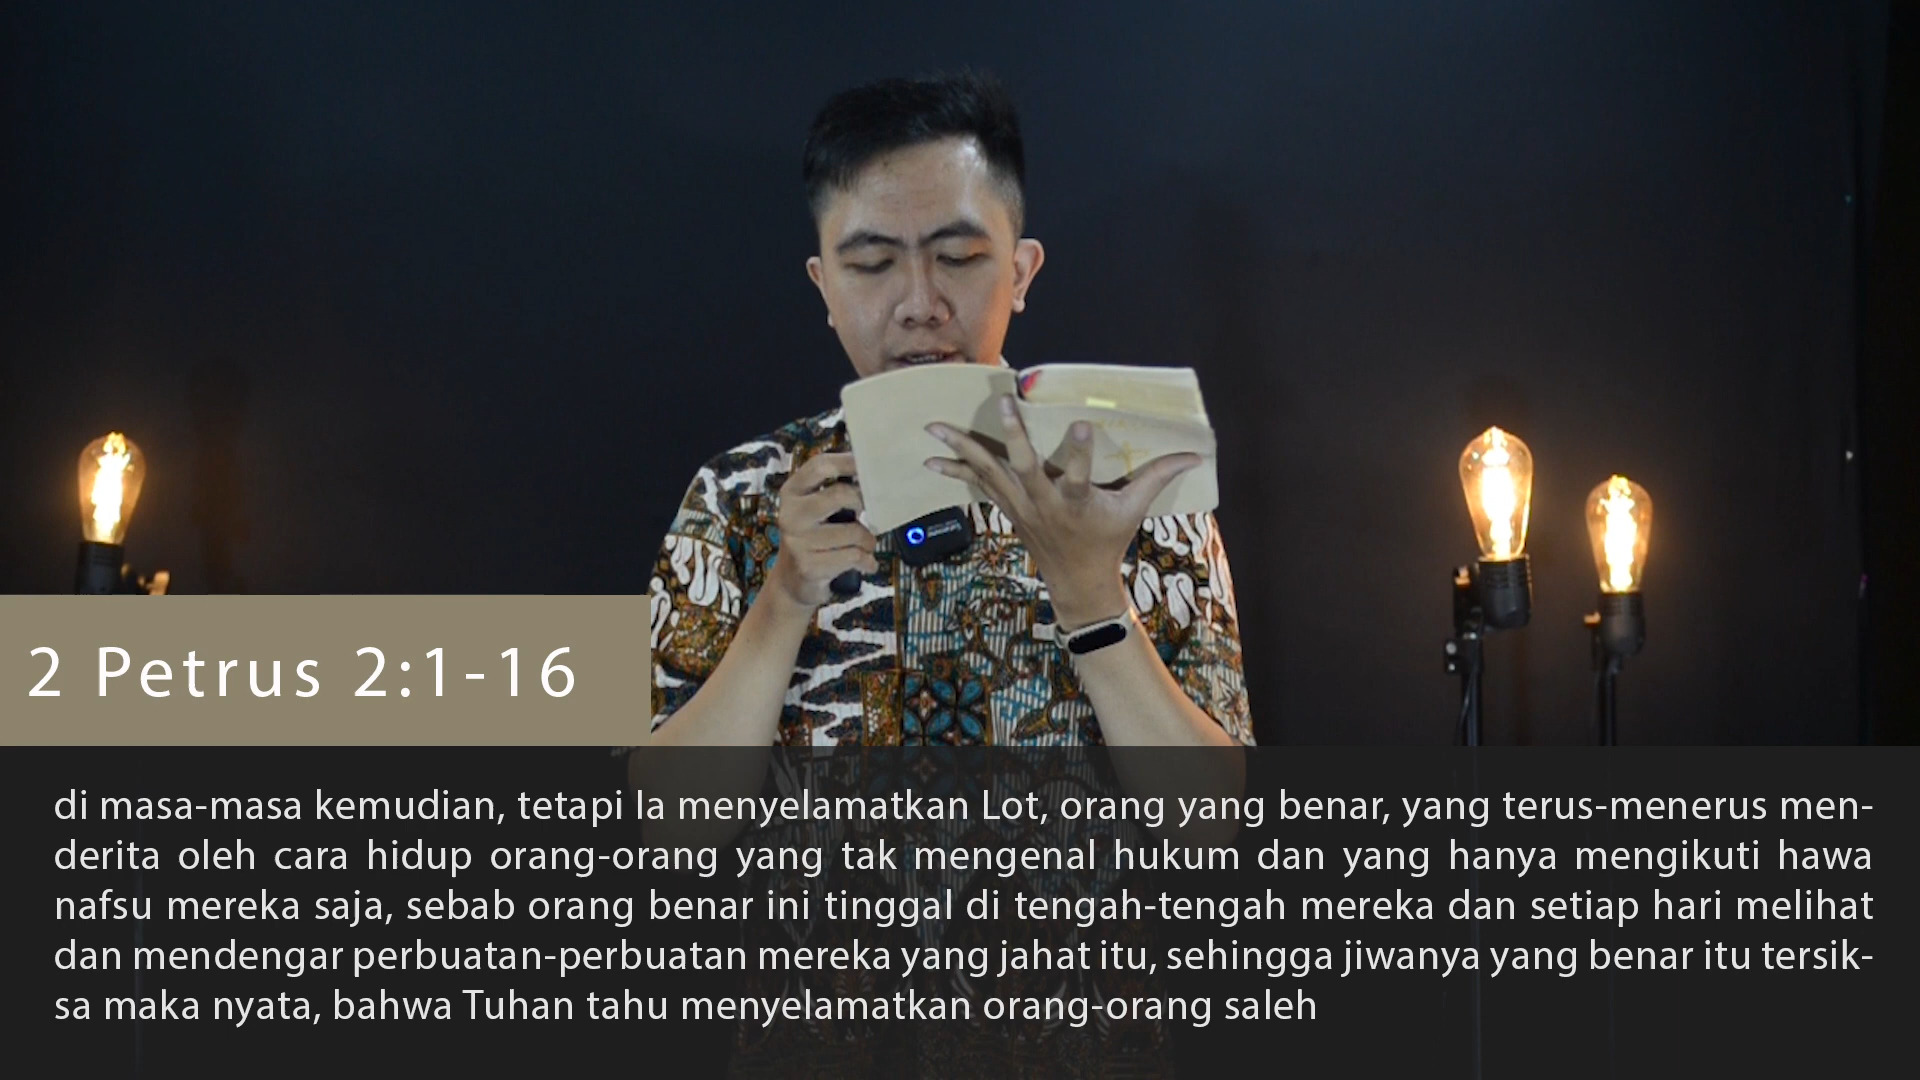 2 Petrus 2:1-16
di masa-masa kemudian, tetapi Ia menyelamatkan Lot, orang yang benar, yang terus-menerus men-
derita oleh cara hidup orang-orang yang tak mengenal hukum dan yang hanya mengikuti hawa
nafsu mereka saja, sebab orang benar ini tinggal di tengah-tengah mereka dan setiap hari melihat
dan mendengar perbuatan-perbuatan mereka yang jahat itu, sehingga jiwanya yang benar itu tersik-
sa maka nyata, bahwa Tuhan tahu menyelamatkan orang-orang saleh